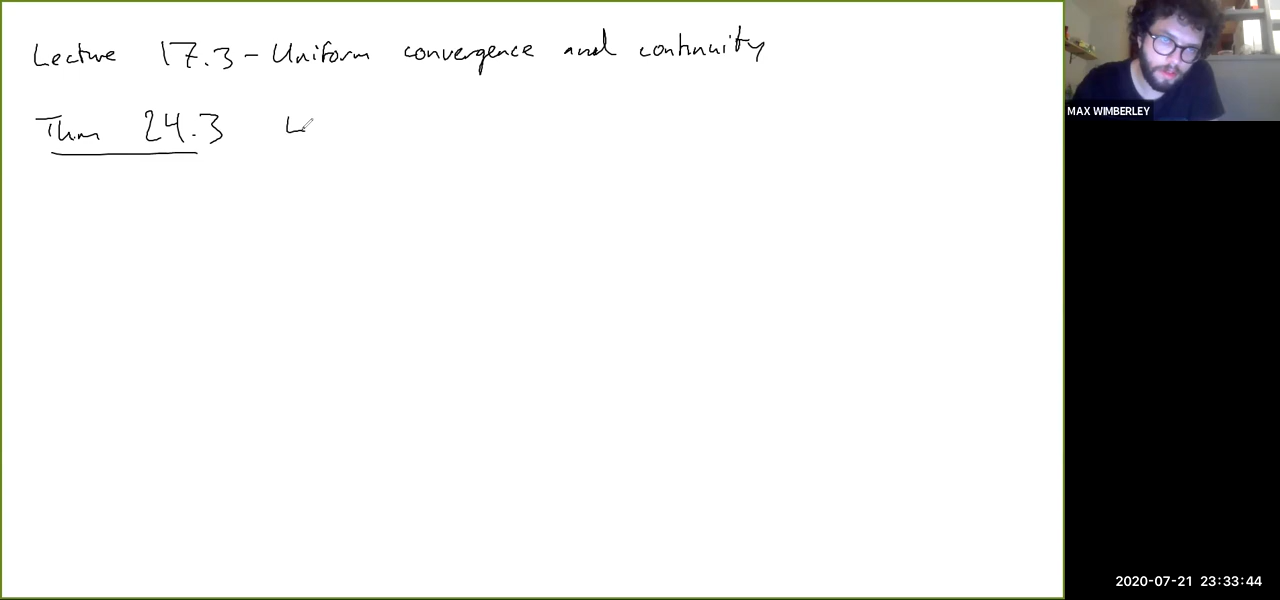 Lecture 17.3 - Uniform convergence and continuity
Thm 24.3
MAX WIMBERLEY
2020-07-21 23:33:44